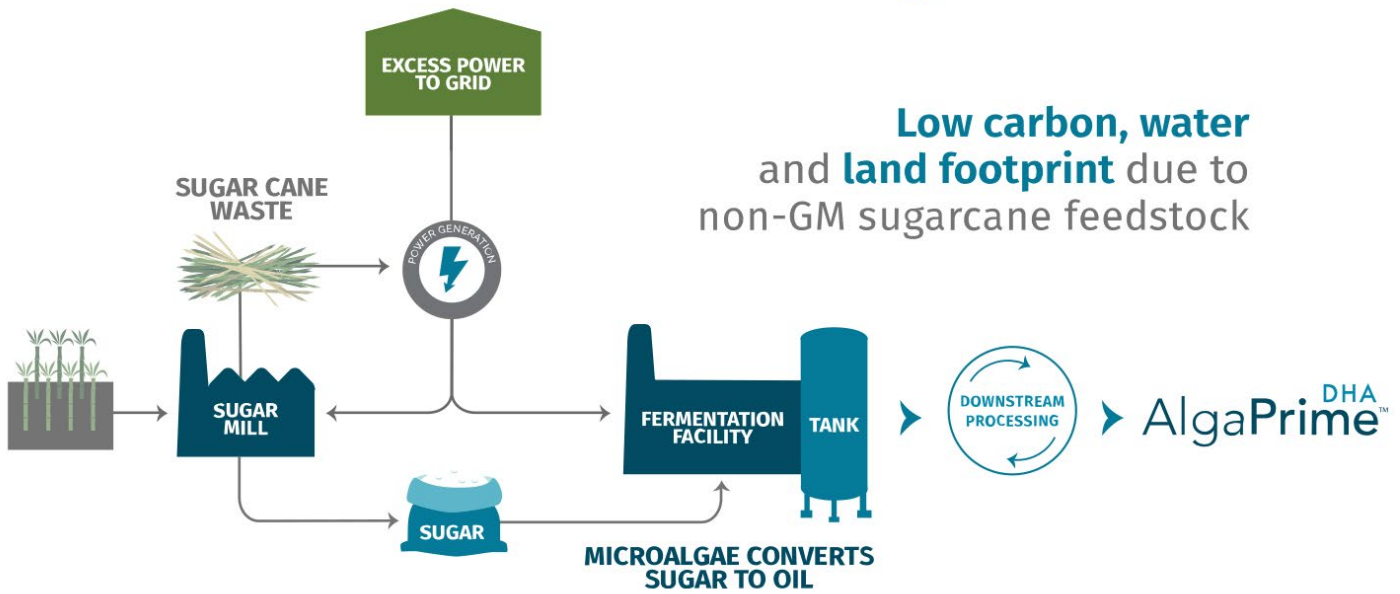 EXCESS POWER
TO GRID
Low carbon, water
and land footprint due to
non-GM sugarcane feedstock
SUGAR CANE
WASTE
POWER GENERATION
SUGAR
MILL
FERMENTATION
FACILITY
TANK
DOWNSTREAM
PROCESSING
AlgaPrime™ DHA
SUGAR
MICROALGAE CONVERTS
SUGAR TO OIL